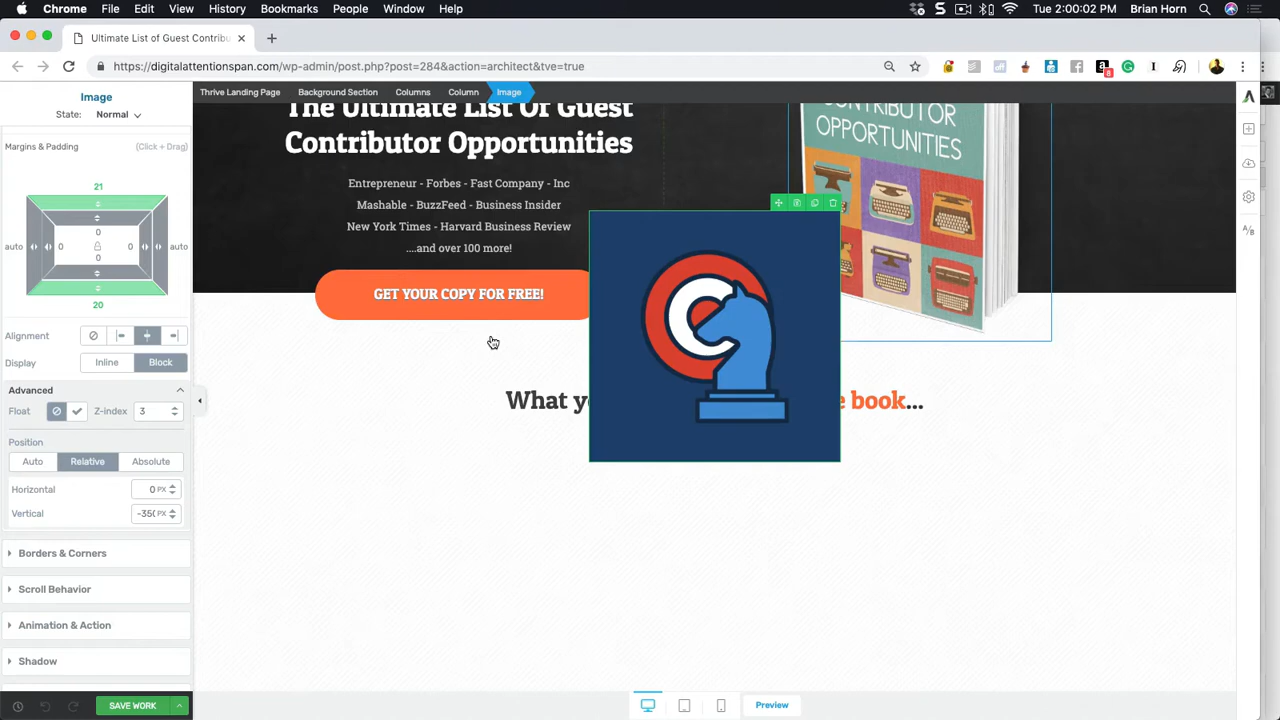 Chrome File Edit View History Bookmarks People Window Help
Tue 2:00:02 PM Brian Horn
Ultimate List of Guest Contribu
https://digitalattentionspan.com/wp-admin/post.php?post=284&action=architect&tve=true
8
Image
State: Normal
Thrive Landing Page Background Section Columns Column Image
Margins & Padding (Click + Drag)
21
0
auto 0 0 auto
0
20
Alignment
Display Inline Block
Advanced
Float Z-index 3
Position
Auto Relative Absolute
Horizontal 0 PX
Vertical -35( PX
Borders & Corners
Scroll Behavior
Animation & Action
Shadow
SAVE WORK
The Ultimate List Of Guest
Contributor Opportunities
Entrepreneur - Forbes - Fast Company - Inc
Mashable - BuzzFeed - Business Insider
New York Times - Harvard Business Review
....and over 100 more!
GET YOUR COPY FOR FREE!
CONTRIBUTOR
OPPORTUNITIES
What yo
e book...
A/B
Preview